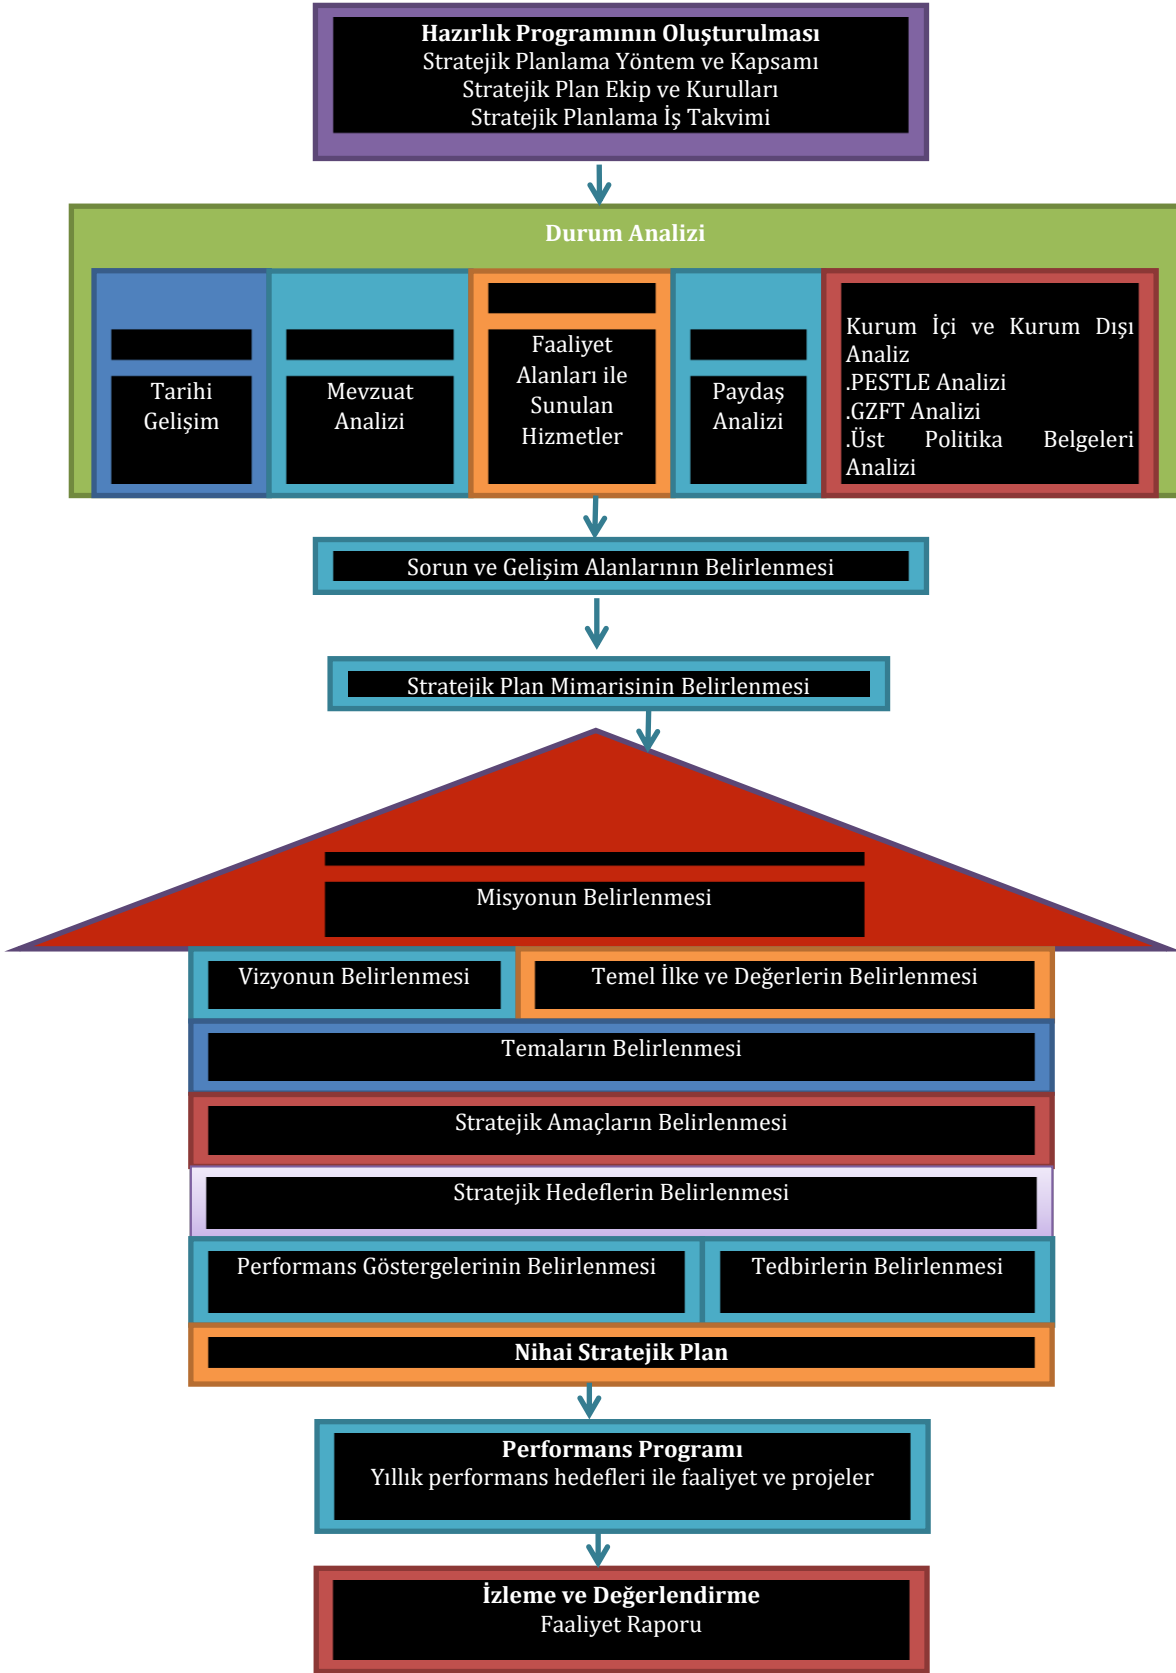 Hazırlık Programının Oluşturulması
Stratejik Planlama Yöntem ve Kapsamı
Stratejik Plan Ekip ve Kurulları
Stratejik Planlama İş Takvimi
Durum Analizi
Tarihi
Gelişim
Mevzuat
Analizi
Faaliyet
Alanları ile
Sunulan
Hizmetler
Paydaş
Analizi
Kurum İçi ve Kurum Dışı
Analiz
.PESTLE Analizi
.GZFT Analizi
.Üst Politika Belgeleri
Analizi
Sorun ve Gelişim Alanlarının Belirlenmesi
Stratejik Plan Mimarisinin Belirlenmesi
Misyonun Belirlenmesi
Vizyonun Belirlenmesi
Temel İlke ve Değerlerin Belirlenmesi
Temaların Belirlenmesi
Stratejik Amaçların Belirlenmesi
Stratejik Hedeflerin Belirlenmesi
Performans Göstergelerinin Belirlenmesi
Tedbirlerin Belirlenmesi
Nihai Stratejik Plan
Performans Programı
Yıllık performans hedefleri ile faaliyet ve projeler
İzleme ve Değerlendirme
Faaliyet Raporu